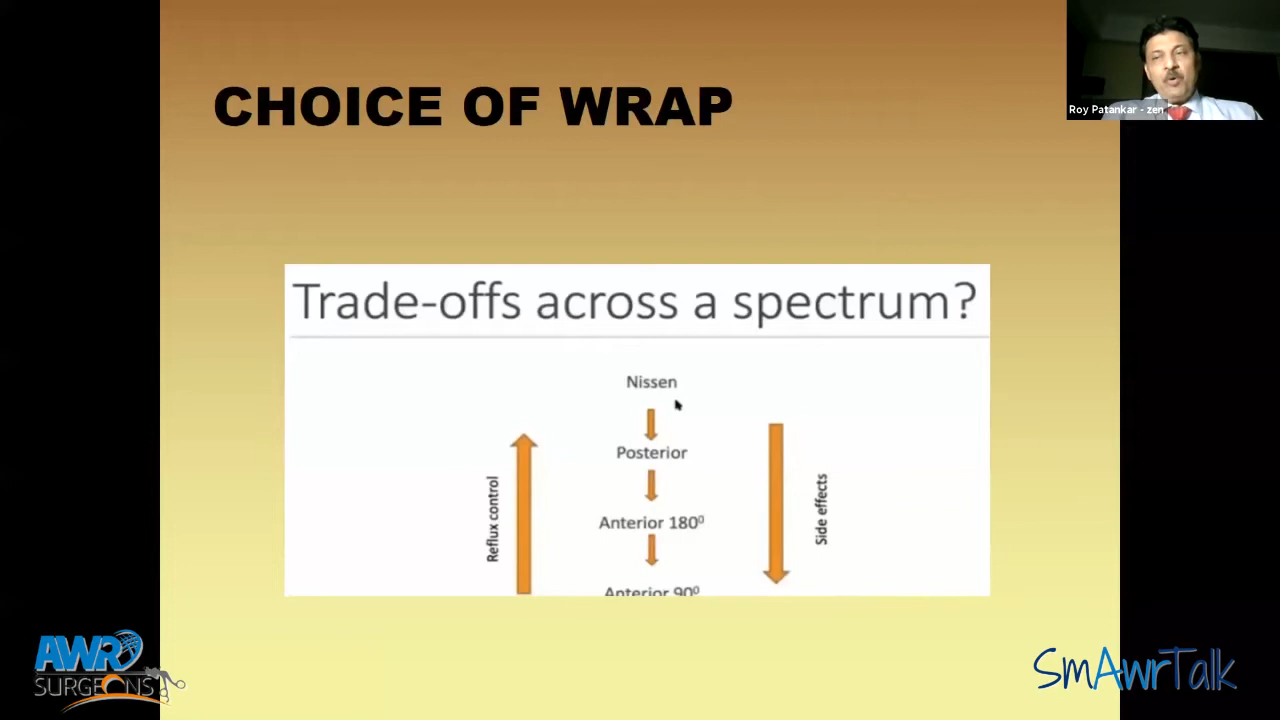 CHOICE OF WRAP
Roy Patankar - zen
Trade-offs across a spectrum?
Nissen
Posterior
Anterior 180⁰
Anterior 90⁰
Reflux control
Side effects
AWR
SURGEONS
SmAwrTalk